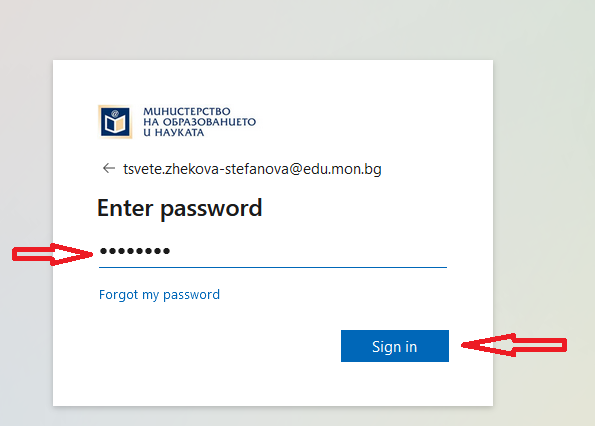 МИНИСТЕРСТВО
НА ОБРАЗОВАНИЕТО
И НАУКАТА
← tsvete.zhekova-stefanova@edu.mon.bg
Enter password
••••••••
Forgot my password
Sign in